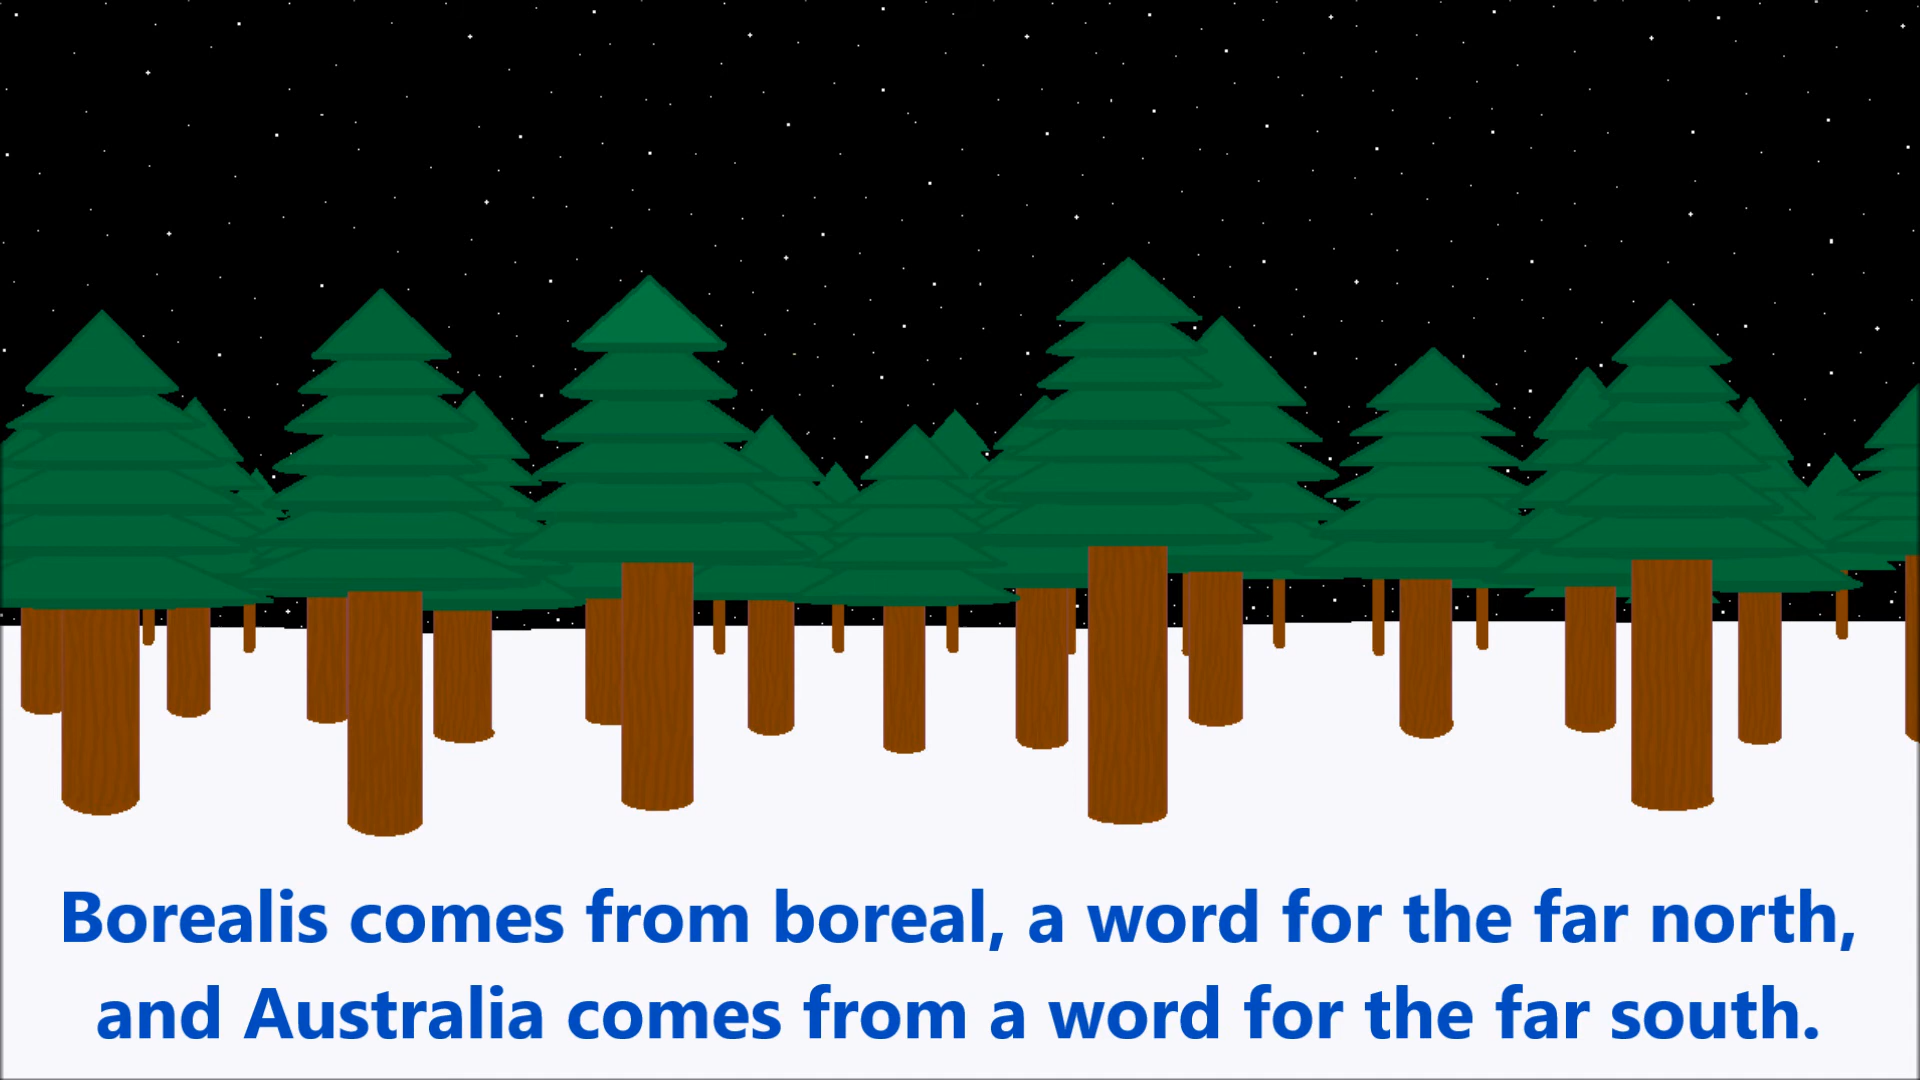 Borealis comes from boreal, a word for the far north,
and Australia comes from a word for the far south.